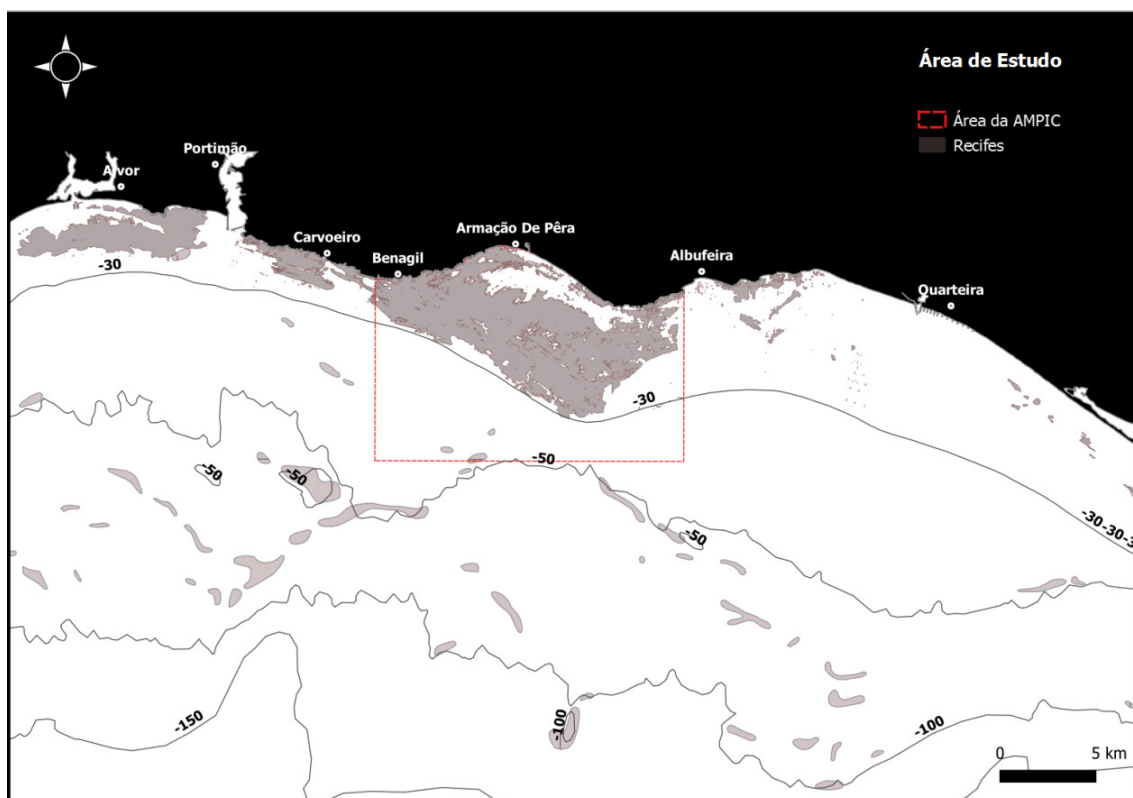 Área de Estudo
Área da AMPIC
Recifes
Portimão
Alvor
Carvoeiro
Benagil
Armação De Pêra
Albufeira
Quarteira
-30
-30
-50
-50
-50
-50
-30-30-3
-150
-100
-100
0 5 km